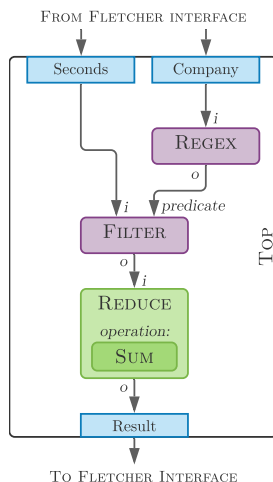 FROM FLETCHER INTERFACE
Seconds
Company
i
REGEX
o
i
predicate
FILTER
o
i
REDUCE
operation:
SUM
o
Result
TO FLETCHER INTERFACE
TOP